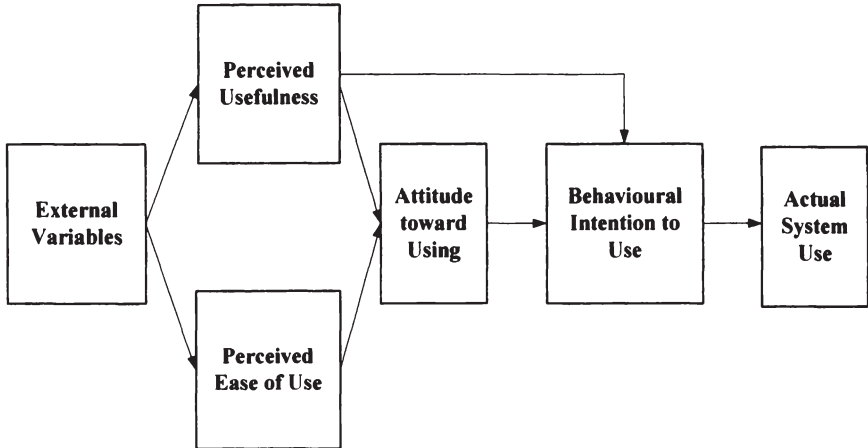 Perceived
Usefulness
External
Variables
Attitude
toward
Using
Behavioural
Intention to
Use
Actual
System
Use
Perceived
Ease of Use